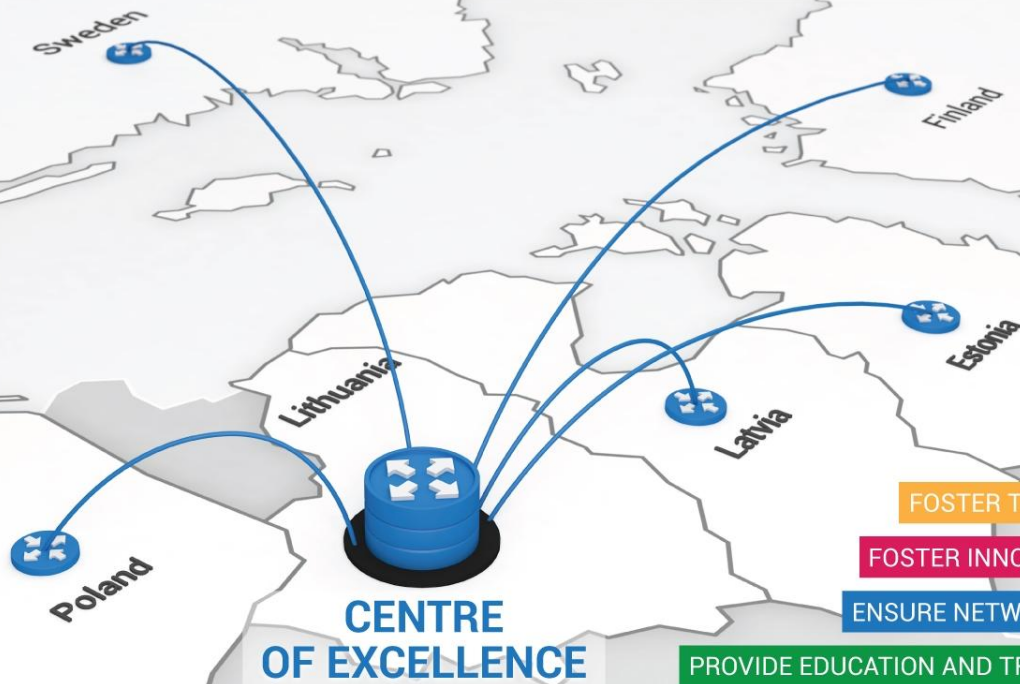 Sweden
Finland
Estonia
Lithuania
Latvia
Poland
CENTRE
OF EXCELLENCE
FOSTER T
FOSTER INNO
ENSURE NETW
PROVIDE EDUCATION AND TR